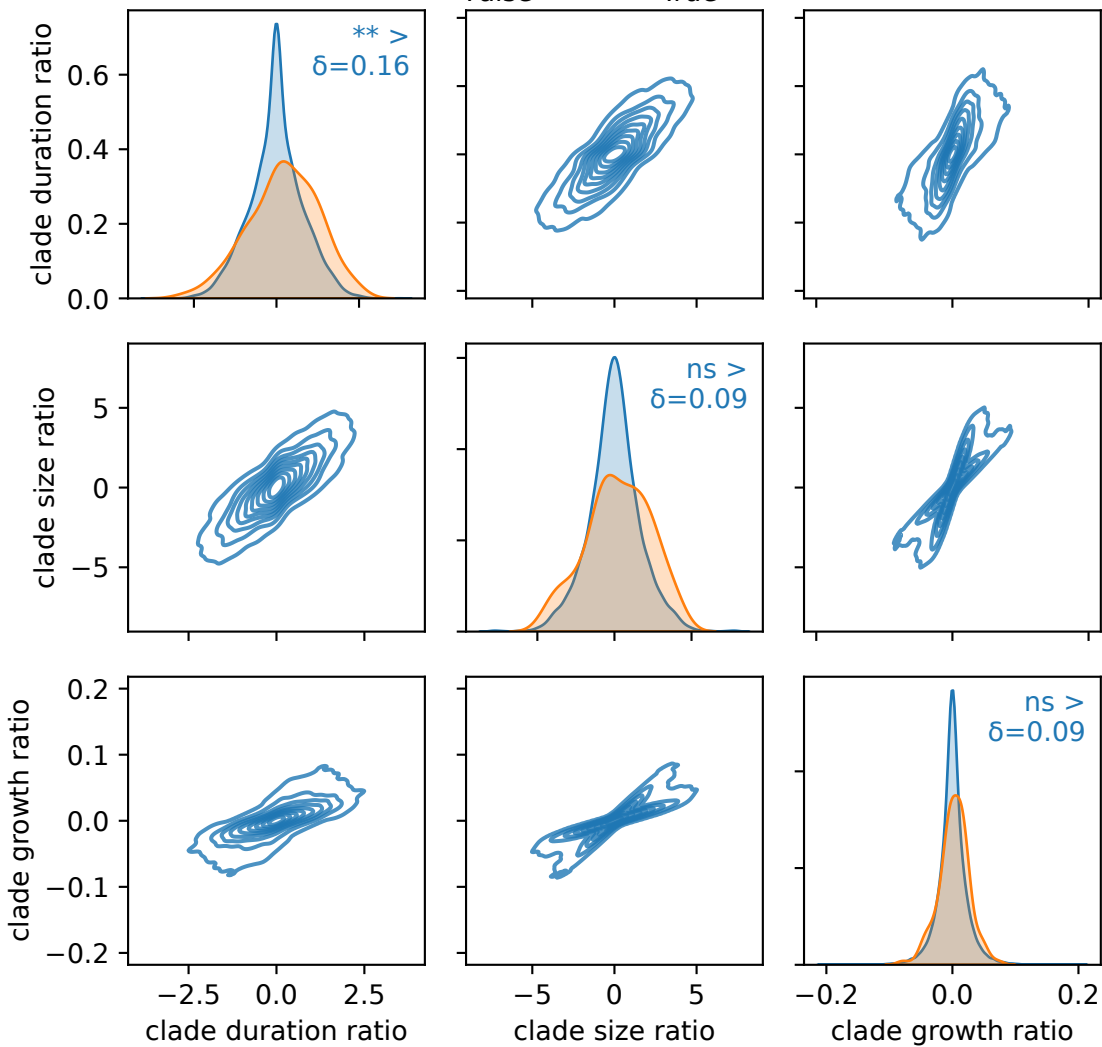 ** >
δ=0.16
clade duration ratio
0.6
0.4
0.2
0.0
ns >
δ=0.09
clade size ratio
5
0
−5
ns >
δ=0.09
clade growth ratio
0.2
0.1
0.0
−0.1
−0.2
−2.5 0.0 2.5
−5 0 5
−0.2 0.0 0.2
clade duration ratio
clade size ratio
clade growth ratio